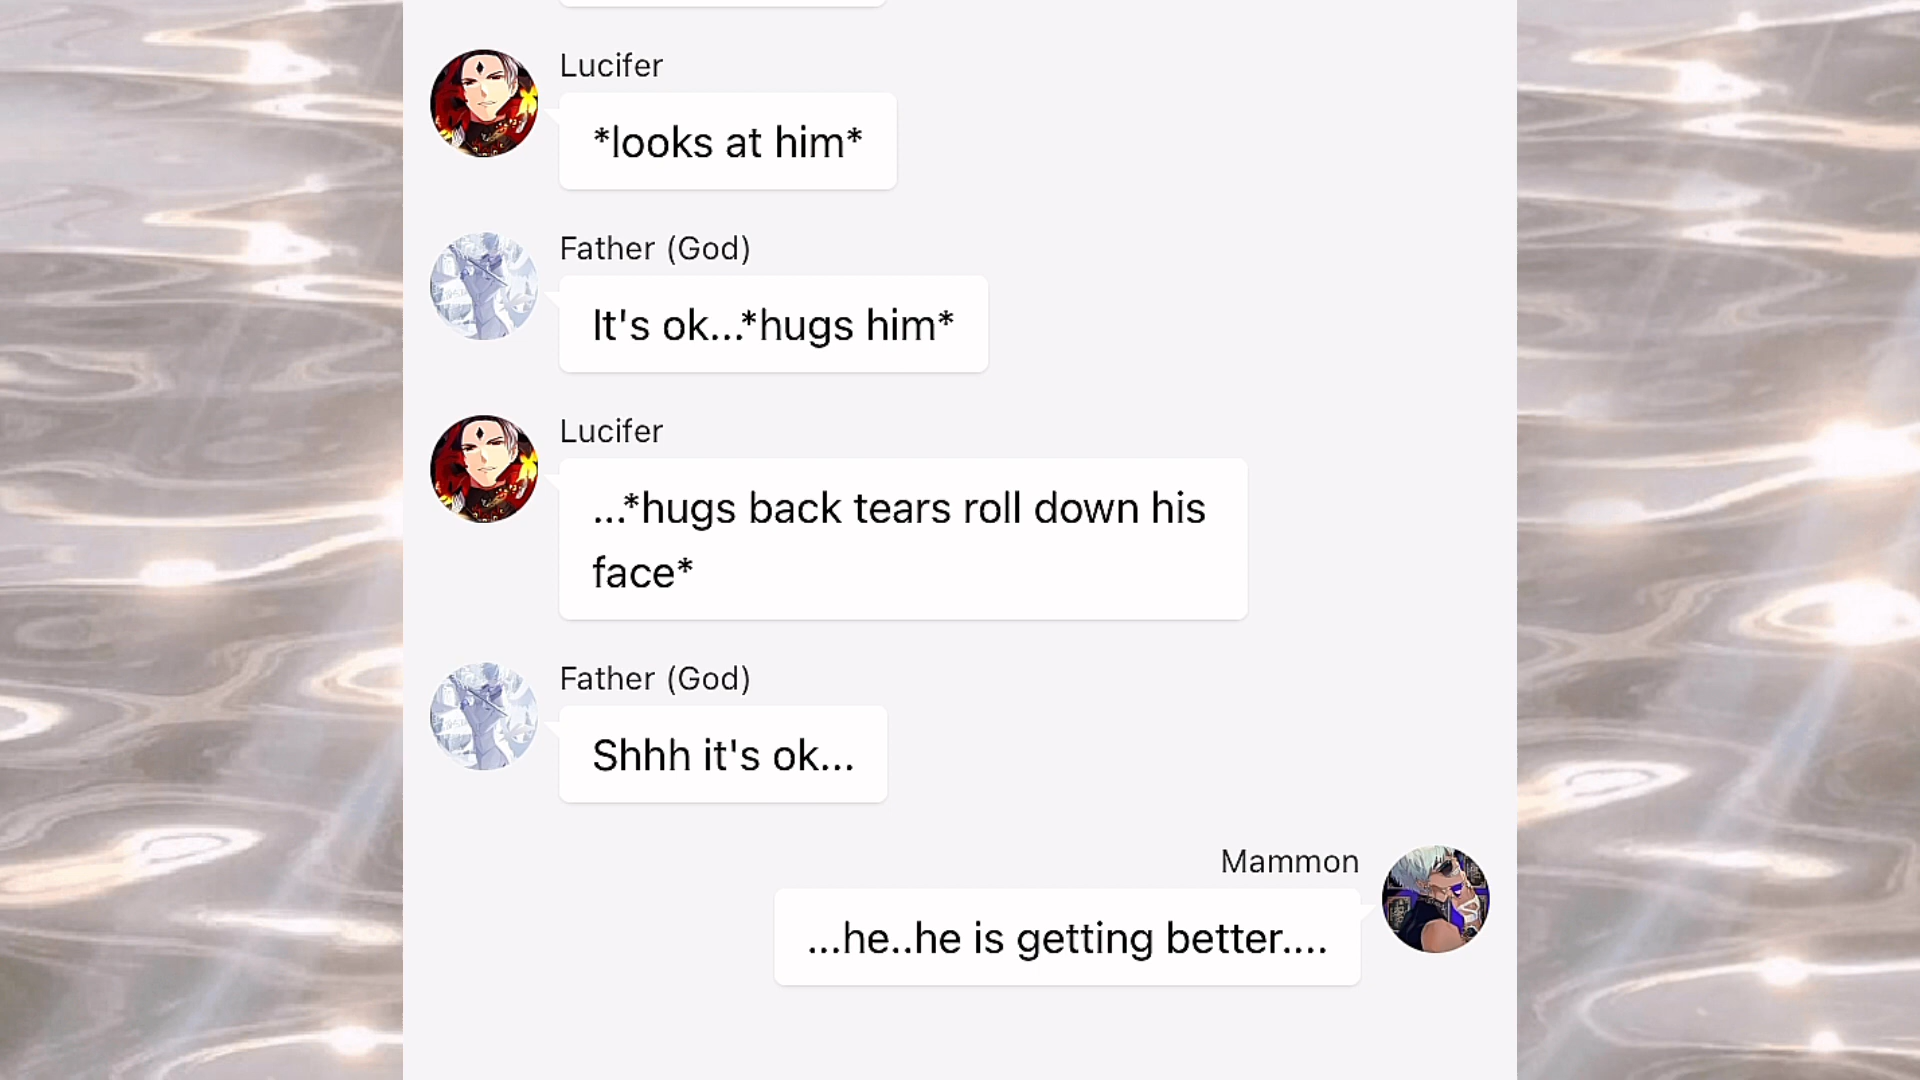 Lucifer
*looks at him*
Father (God)
It's ok...*hugs him*
Lucifer
...*hugs back tears roll down his
face*
Father (God)
Shhh it's ok...
Mammon
...he..he is getting better....